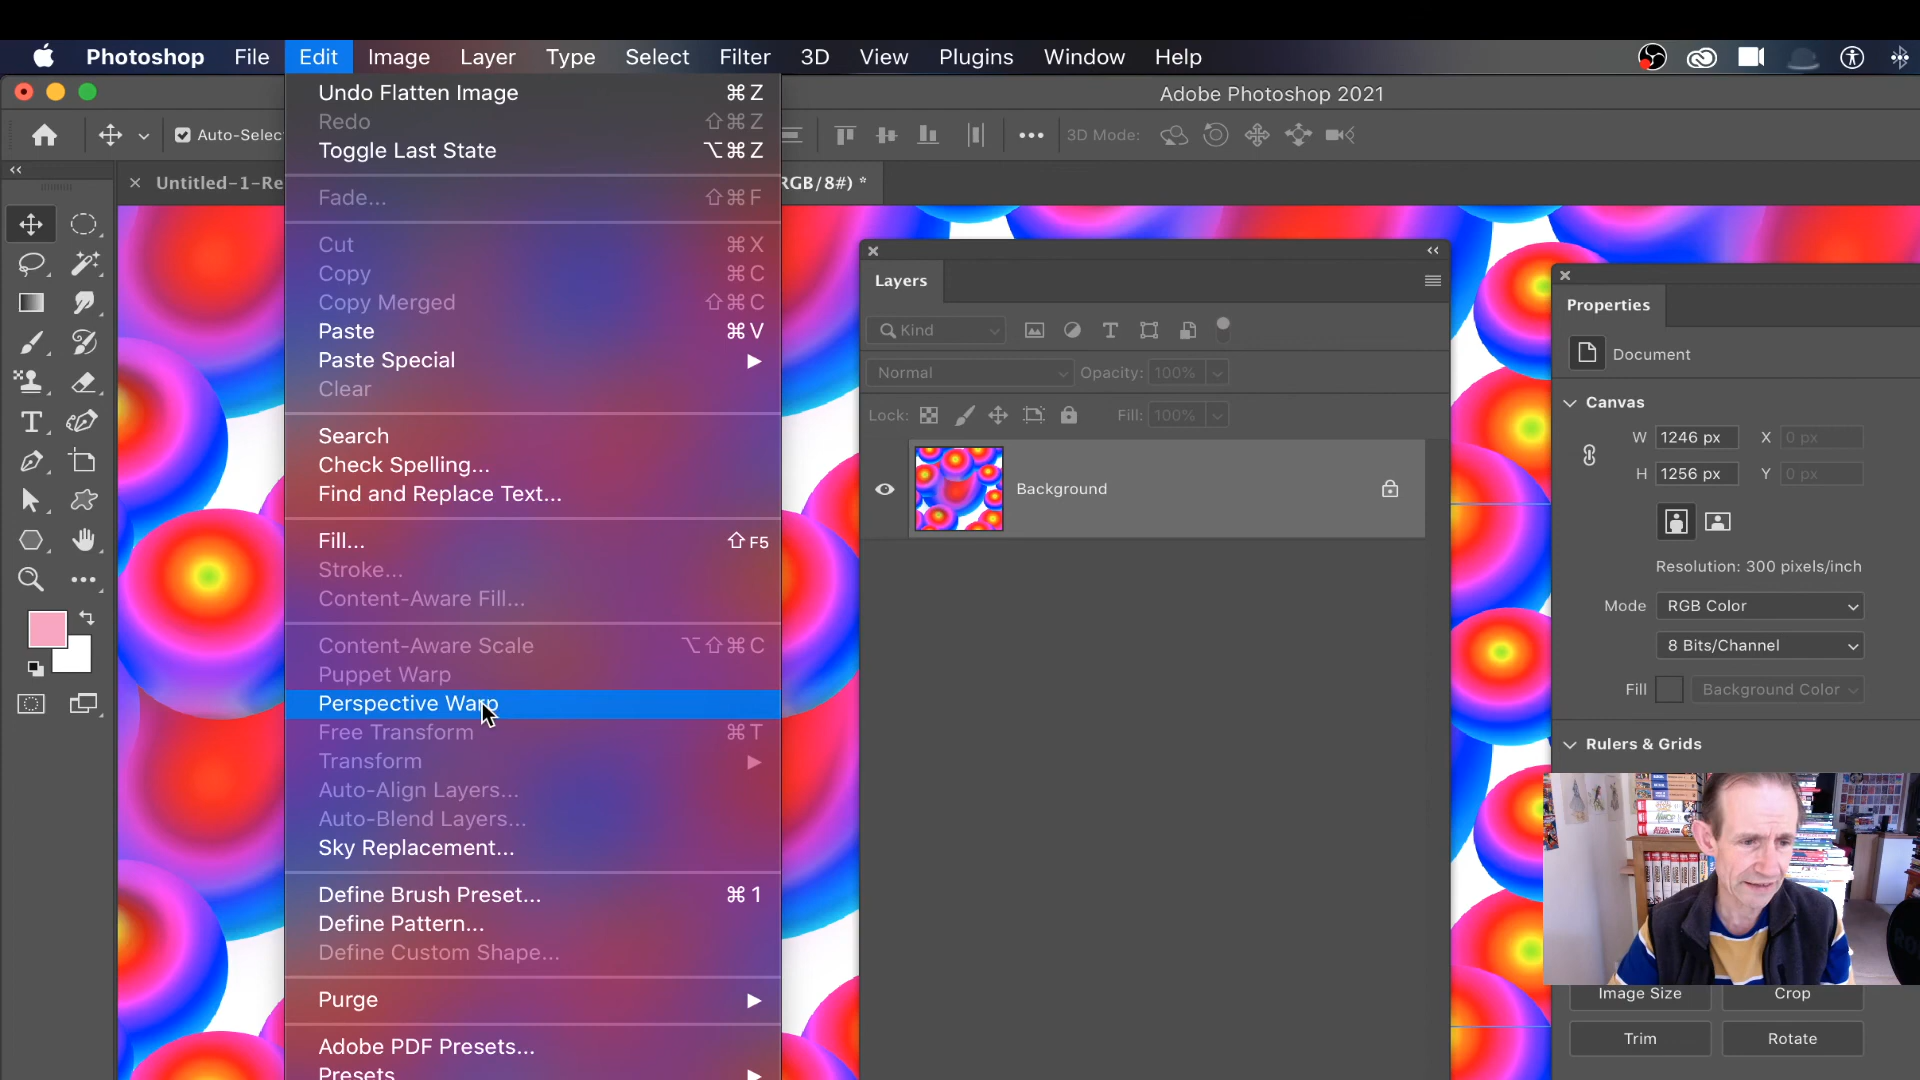 Photoshop File Edit Image Layer Type Select Filter 3D View Plugins Window Help
Adobe Photoshop 2021
Auto-Selec 3D Mode:
Untitled-1-Re RGB/8#) *
Undo Flatten Image ⌘Z
Redo ⇧⌘Z
Toggle Last State ⌥⌘Z
Fade... ⇧⌘F
Cut ⌘X
Copy ⌘C
Copy Merged ⇧⌘C
Paste ⌘V
Paste Special
Clear
Search
Check Spelling...
Find and Replace Text...
Fill... ⇧F5
Stroke...
Content-Aware Fill...
Content-Aware Scale ⌥⇧⌘C
Puppet Warp
Perspective Warp
Free Transform ⌘T
Transform
Auto-Align Layers...
Auto-Blend Layers...
Sky Replacement...
Define Brush Preset... ⌘1
Define Pattern...
Define Custom Shape...
Purge
Adobe PDF Presets...
Presets
Layers
Kind
Normal Opacity: 100%
Lock: Fill: 100%
Background
Properties
Document
Canvas
W 1246 px X 0 px
H 1256 px Y 0 px
Resolution: 300 pixels/inch
Mode RGB Color
8 Bits/Channel
Fill Background Color
Rulers & Grids
Image Size Crop
Trim Rotate